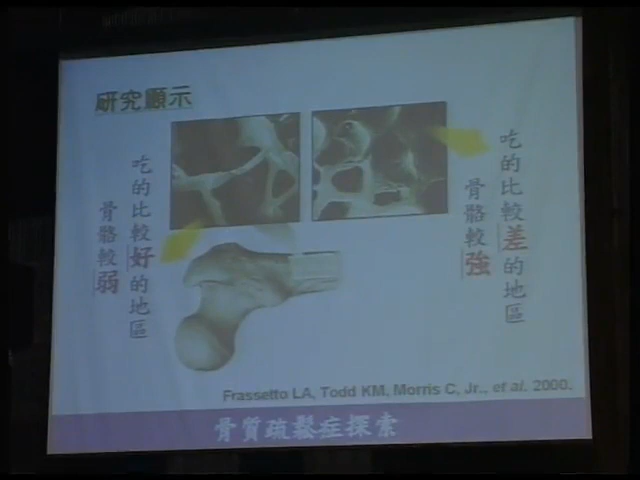 研究顯示
吃的比較好的地區
骨骼較弱
吃的比較差的地區
骨骼較強
Frassetto LA, Todd KM, Morris C, Jr., et al. 2000.
骨質疏鬆症探索